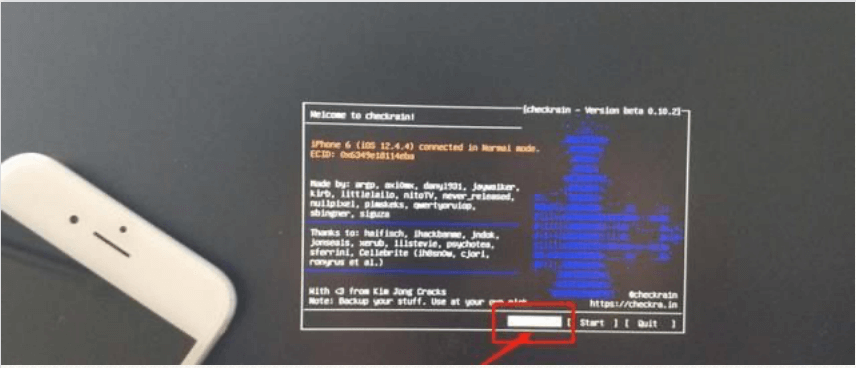 [checkra1n - Version beta 0.10.2]
Welcome to checkra1n!
iPhone 6 (iOS 12.4.4) connected in Normal mode.
ECID: 0x6349e18114eba
Made by: argp, axi0mx, danyl931, jaywalker,
kirb, littlelailo, nitoTV, never_released,
nullpixel, pimskeks, qwertyoruiop,
sbingner, siguza
Thanks to: haifisch, ihackbanme, jndok,
jonseals, xerub, lilstevie, psychotea,
sferrini, Cellebrite (ih8sn0w, cjori,
ronyrus et al.)
With <3 from Kim Jong Cracks
Note: Backup your stuff. Use at your own risk.
@checkra1n
https://checkra.in
[ Start ] [ Quit ]